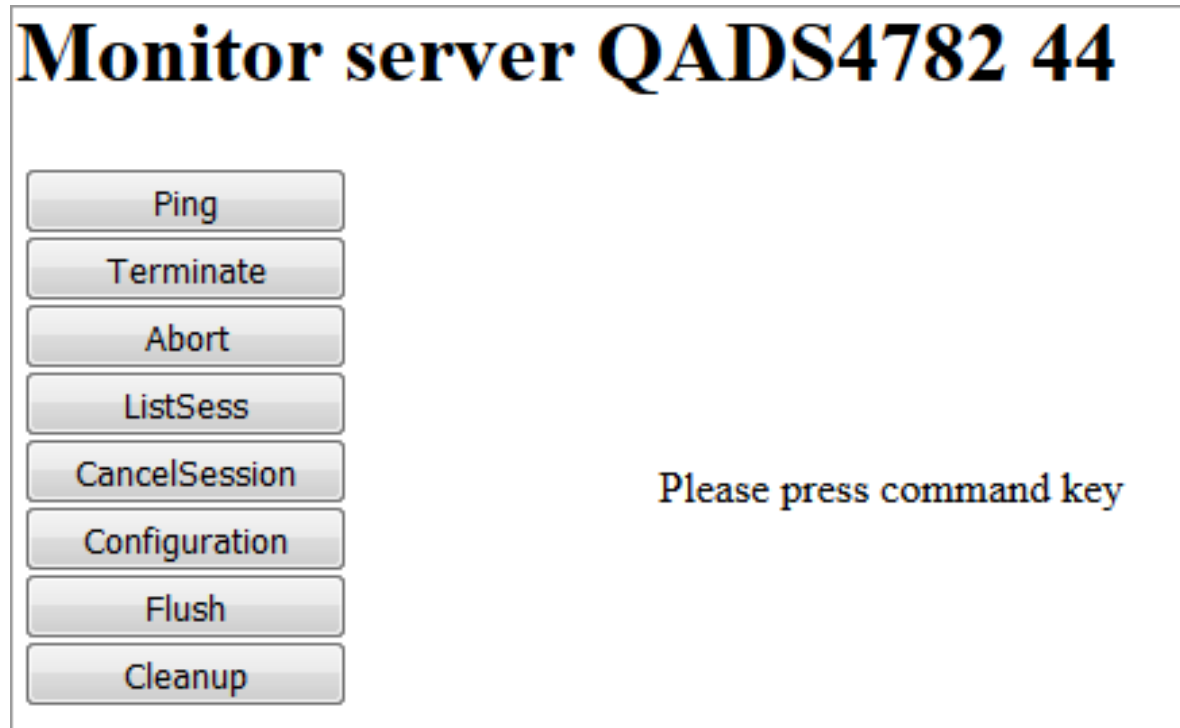 Monitor server QADS4782 44
Ping
Terminate
Abort
ListSess
CancelSession
Please press command key
Configuration
Flush
Cleanup